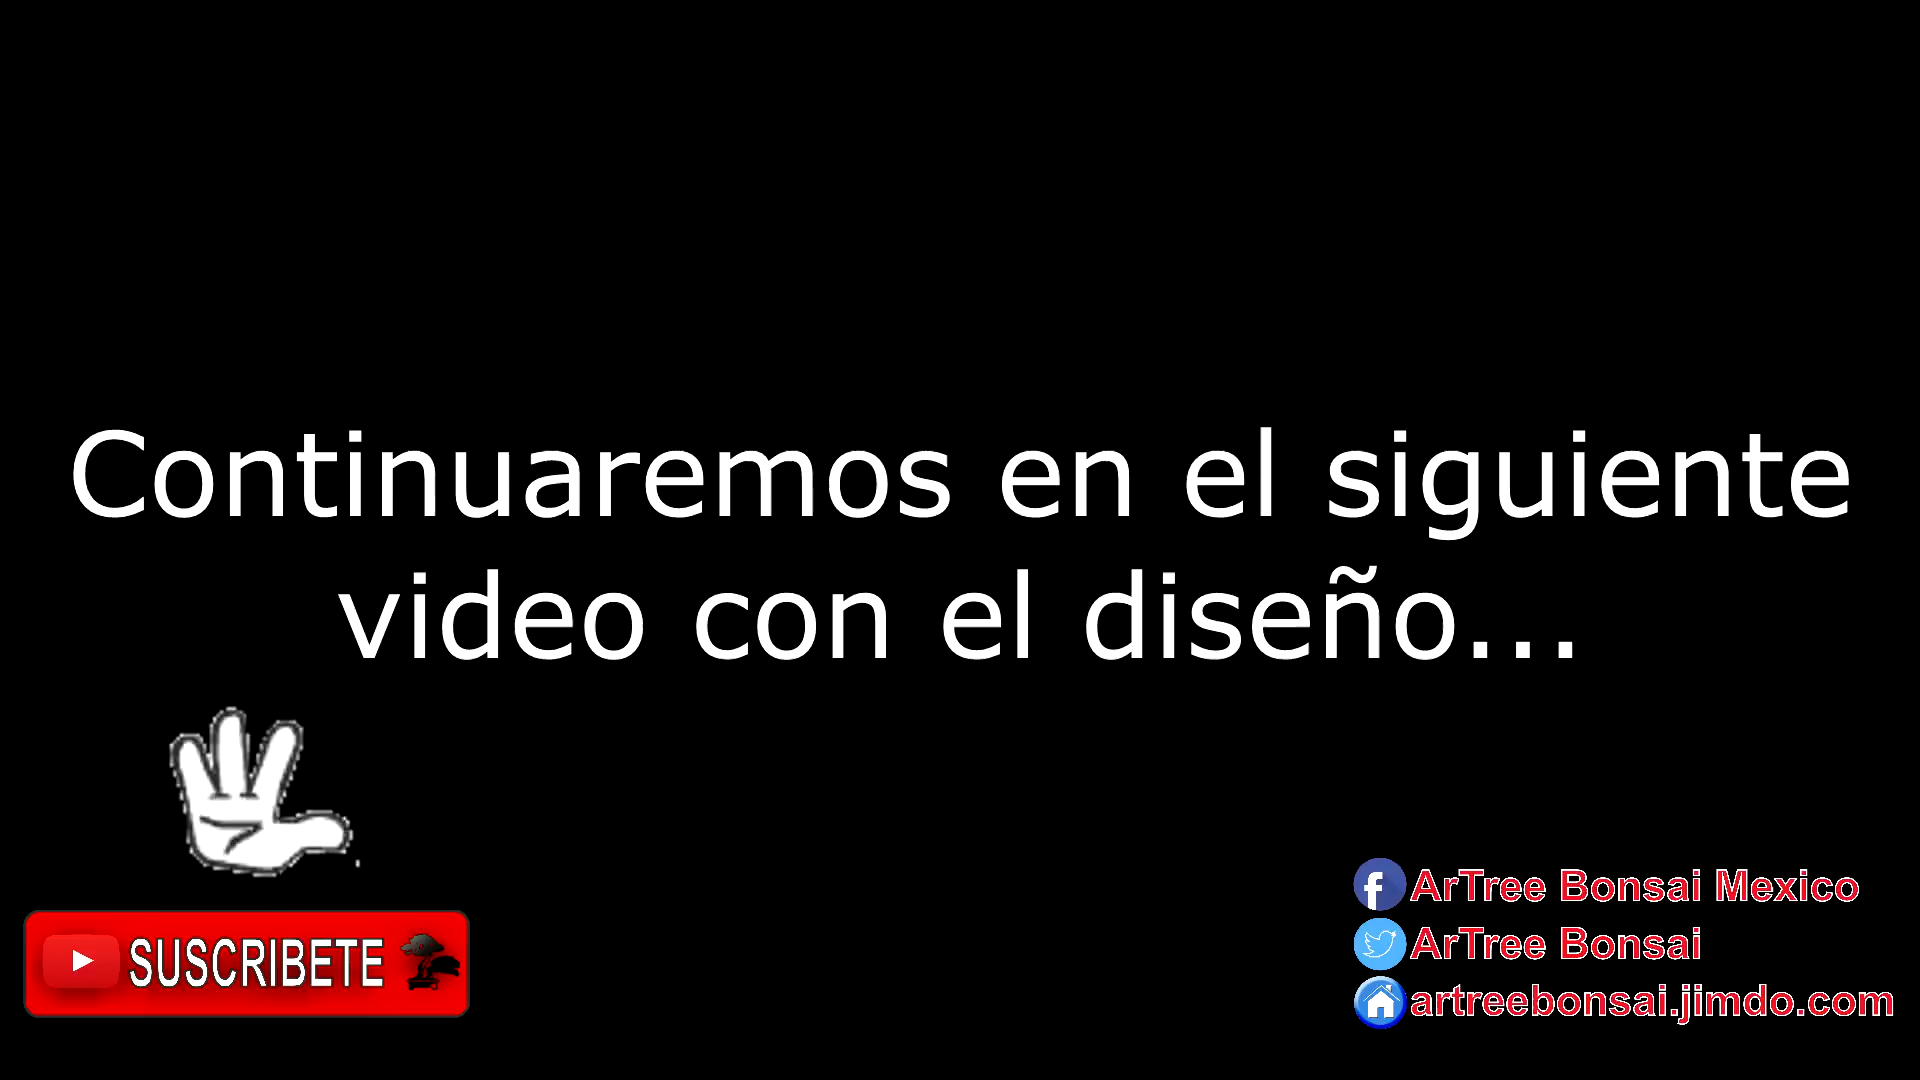 Continuaremos en el siguiente
video con el diseño...
SUSCRIBETE
ArTree Bonsai Mexico
ArTree Bonsai
artreebonsai.jimdo.com